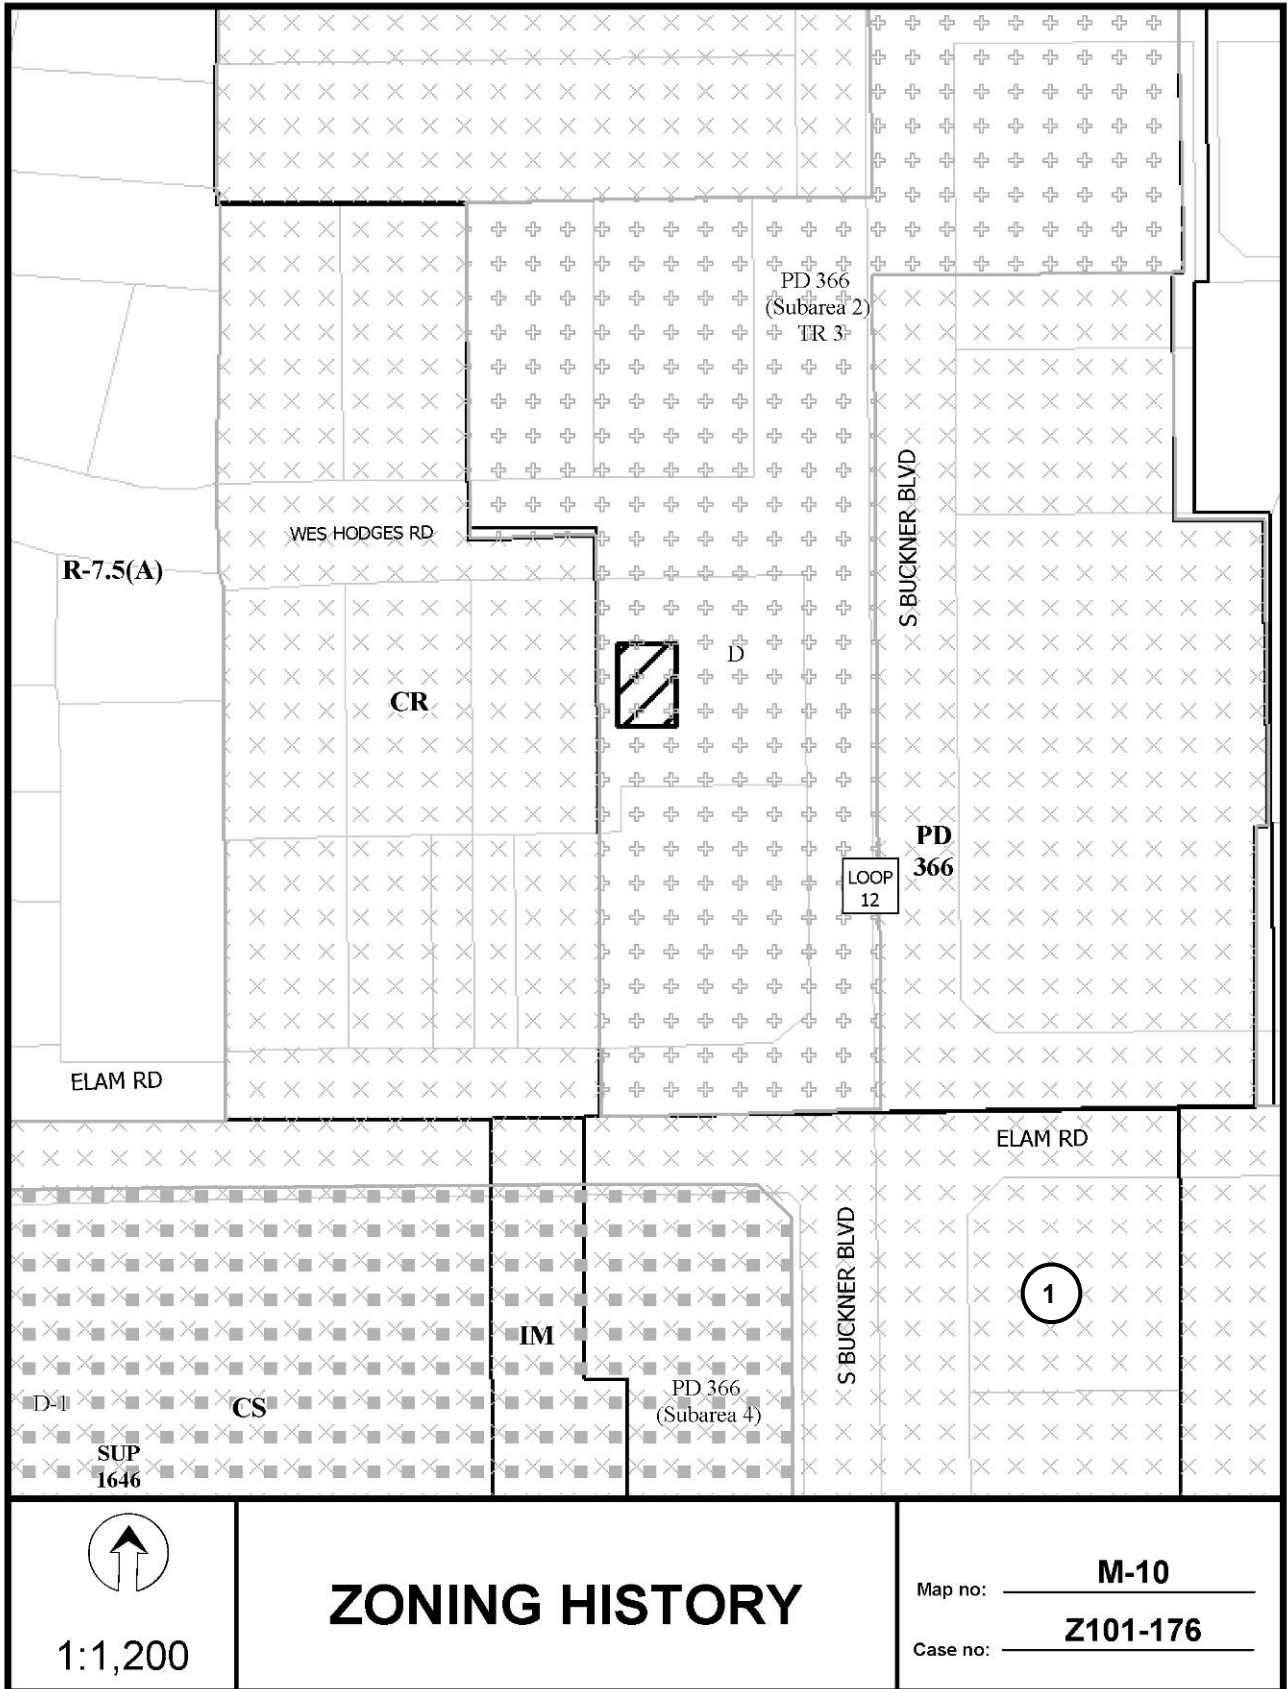 PD 366
(Subarea 2)
TR 3
S BUCKNER BLVD
WES HODGES RD
R-7.5(A)
D
CR
PD
366
LOOP
12
ELAM RD
ELAM RD
S BUCKNER BLVD
1
IM
PD 366
(Subarea 4)
D-1
CS
SUP
1646
1:1,200
ZONING HISTORY
Map no: M-10
Case no: Z101-176